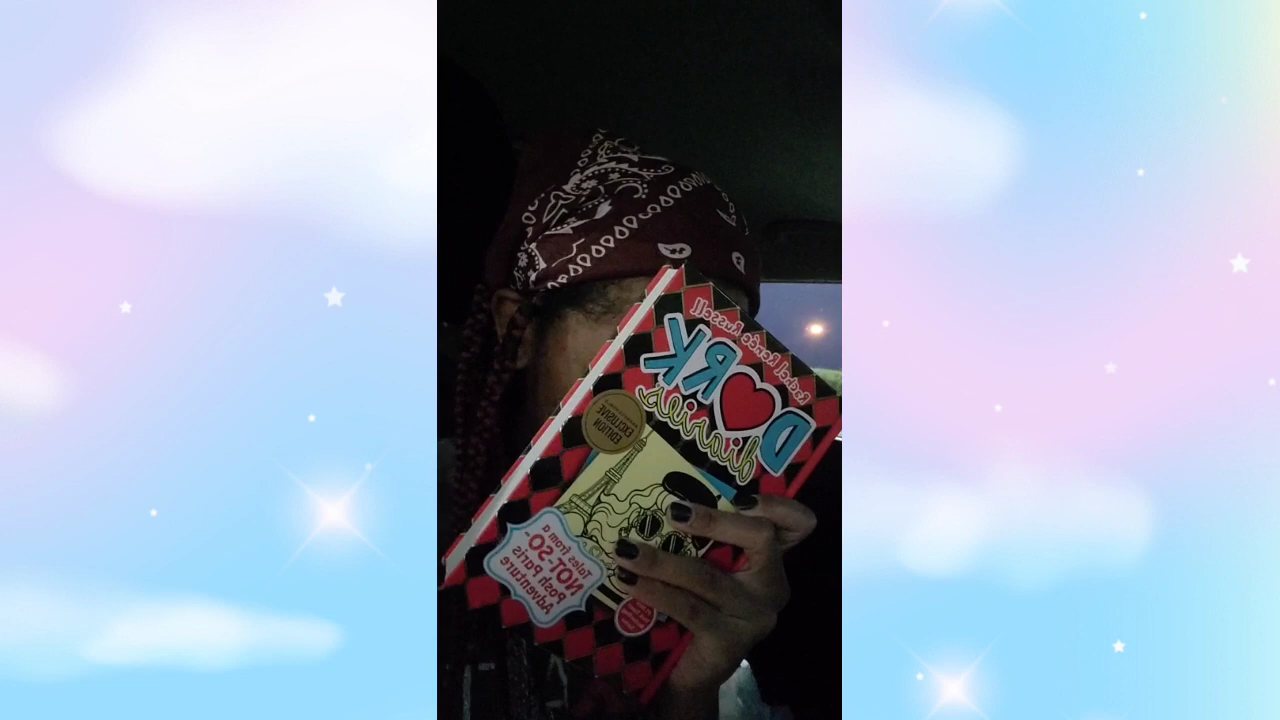 Rachel Renée Russell
DORK
diaries
EXCLUSIVE
EDITION
Tales from a
NOT-SO-
Posh Paris
Adventure